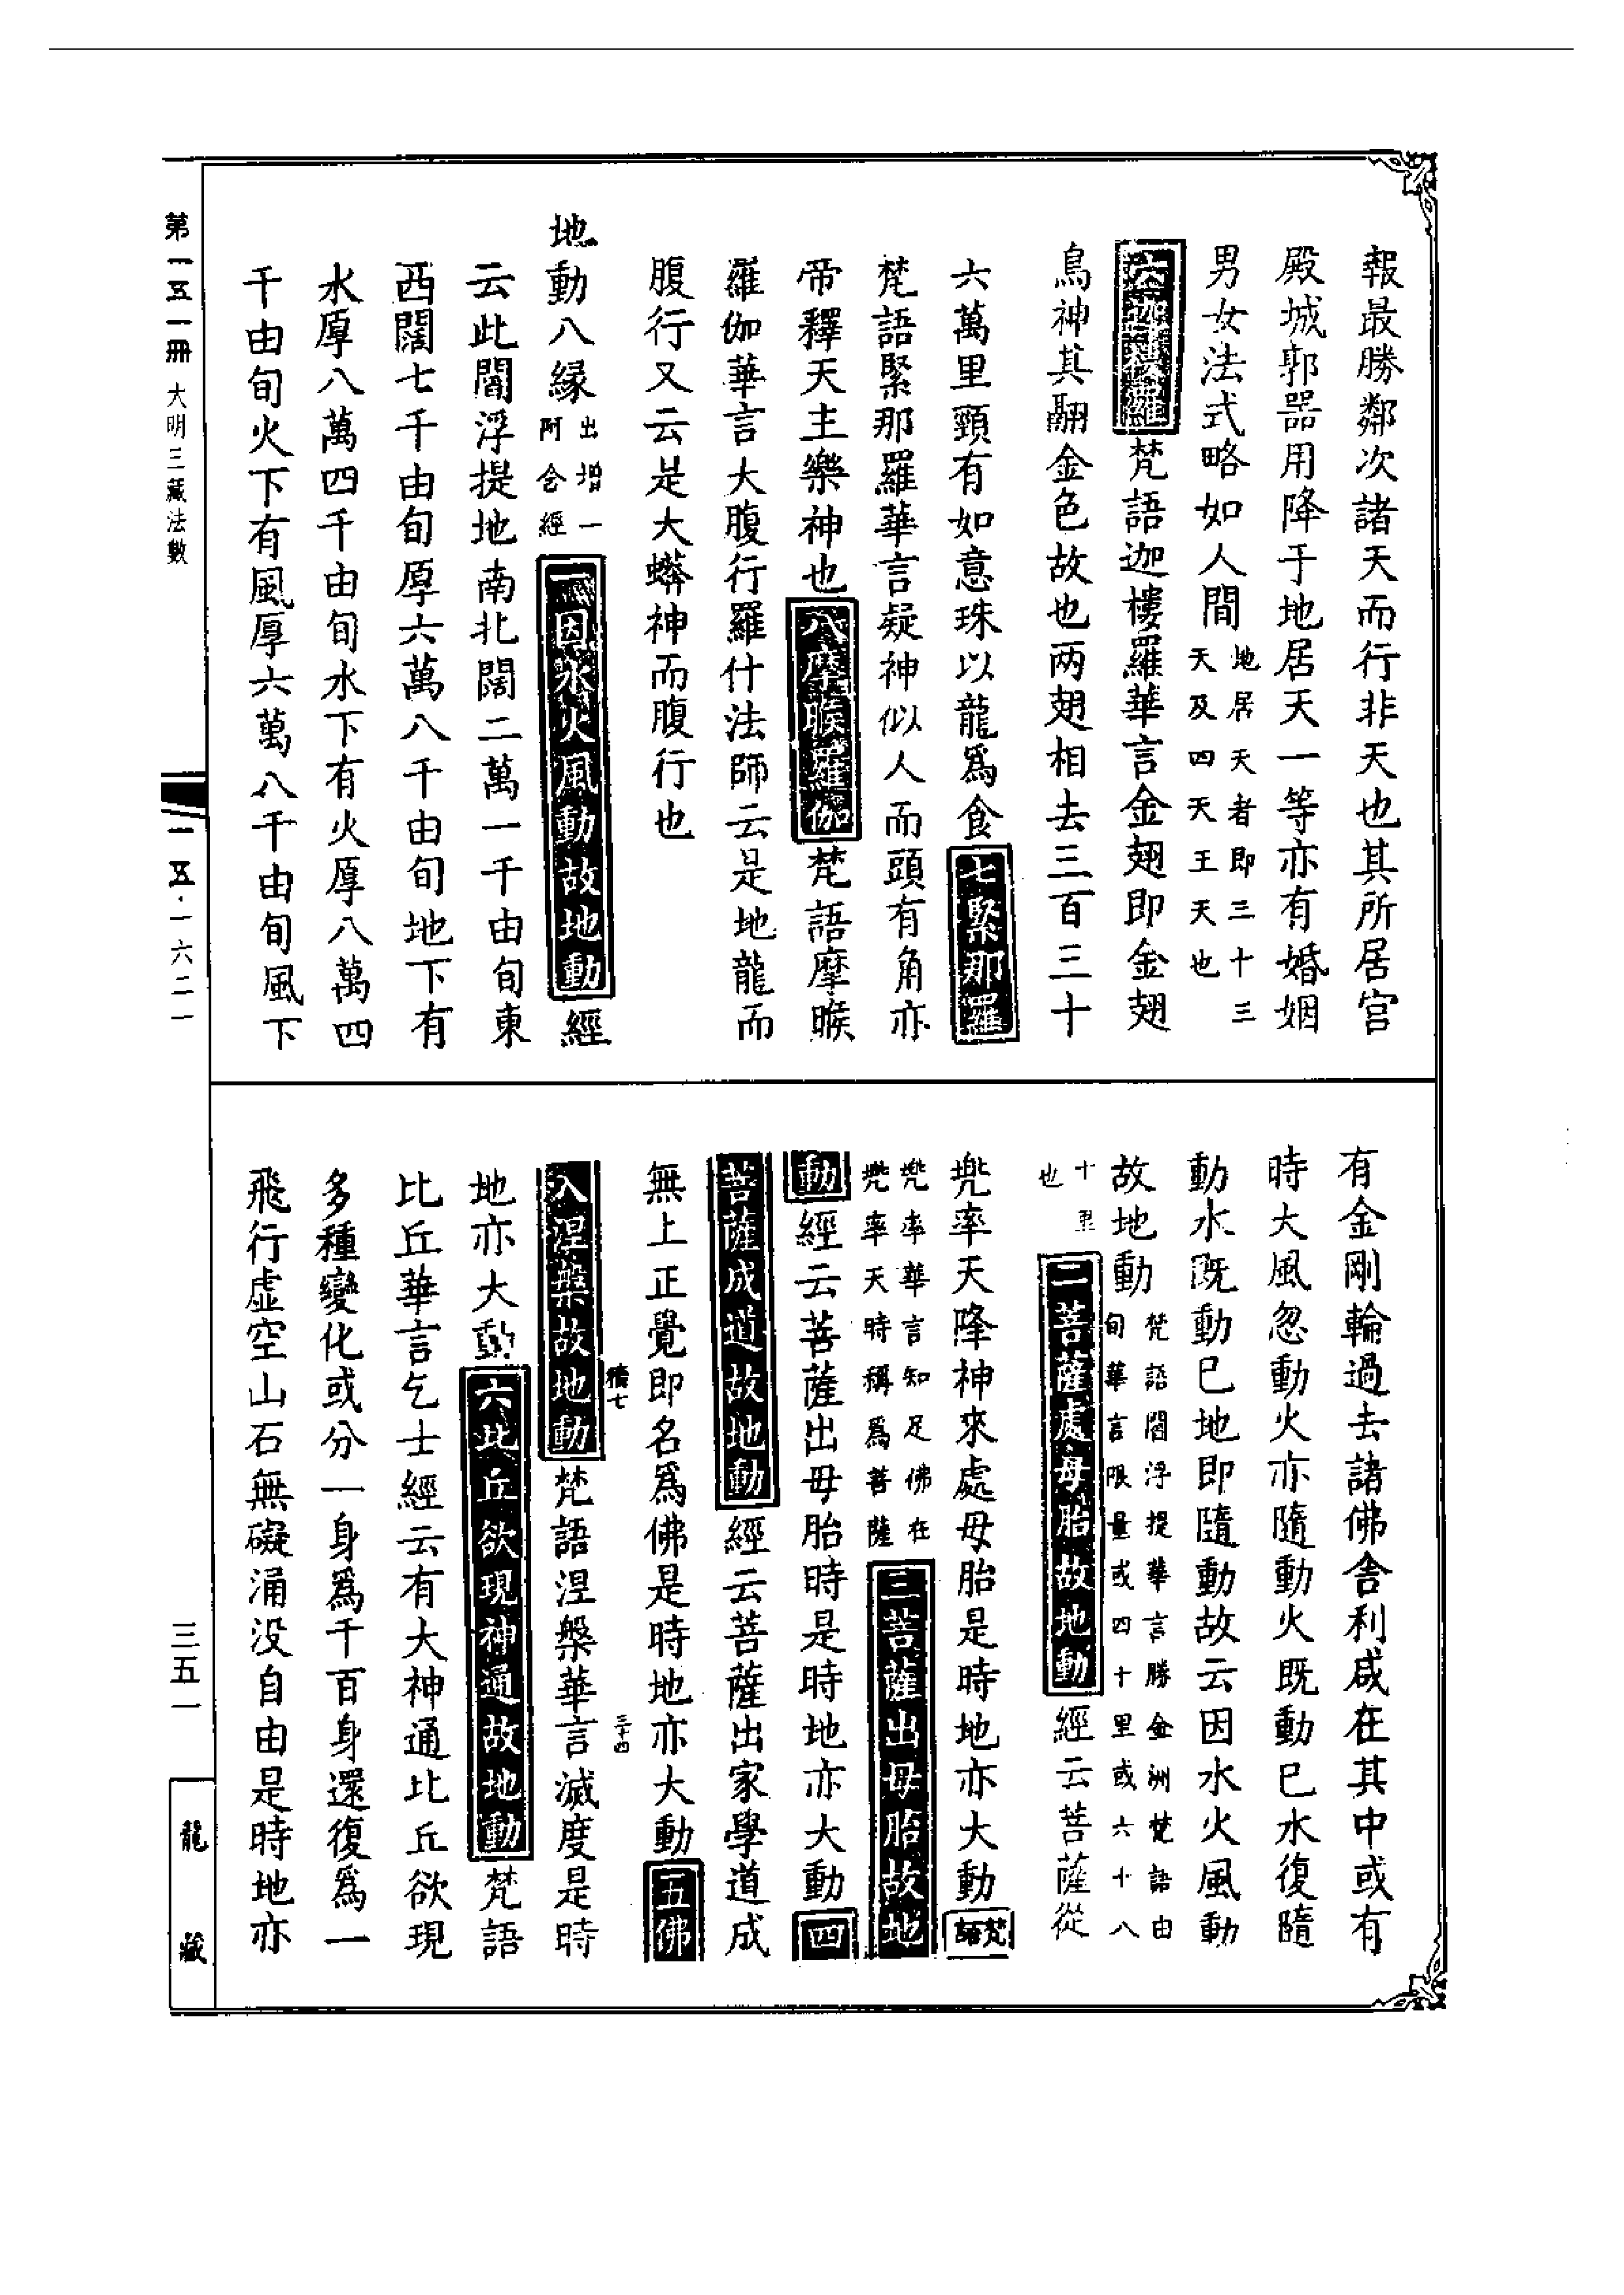 報最勝鄰次諸天而行非天也其所居宫
殿城郭器用降于地居天一等亦有婚姻
男女法式略如人間地居天者即三十三
天及四天王天也
六迦樓羅梵語迦樓羅華言金翅即金翅
鳥神其翮金色故也两翅相去三百三十
六萬里頸有如意珠以龍爲食七緊那羅
梵語緊那羅華言疑神似人而頭有角亦
帝釋天主樂神也八摩睺羅伽梵語摩睺
羅伽華言大腹行羅什法師云是地龍而
腹行又云是大蟒神而腹行也
地動八緣出增一
阿含經
一因水火風動故地動經
云此閻浮提地南北闊二萬一千由旬東
西闊七千由旬厚六萬八千由旬地下有
水厚八萬四千由旬水下有火厚八萬四
千由旬火下有風厚六萬八千由旬風下
有金剛輪過去諸佛舍利咸在其中或有
時大風忽動火亦隨動火既動已水復隨
動水既動已地即隨動故云因水火風動
故地動梵語閻浮提華言勝金洲梵語由
旬華言限量或四十里或六十八
十里
也
二菩薩處母胎故地動經云菩薩從
兠率天降神來處母胎是時地亦大動梵語
兠率華言知足佛在
兠率天時稱爲菩薩
三菩薩出母胎故地
動經云菩薩出母胎時是時地亦大動四
菩薩成道故地動經云菩薩出家學道成
無上正覺即名爲佛是時地亦大動五佛
入涅槃故地動梵語涅槃華言滅度是時
地亦大動六比丘欲現神通故地動梵語
比丘華言乞士經云有大神通比丘欲現
多種變化或分一身爲千百身還復爲一
飛行虛空山石無礙涌没自由是時地亦
積七
三十四
第一五一冊 大明三藏法數
一五·一六二一
三五一
龍藏